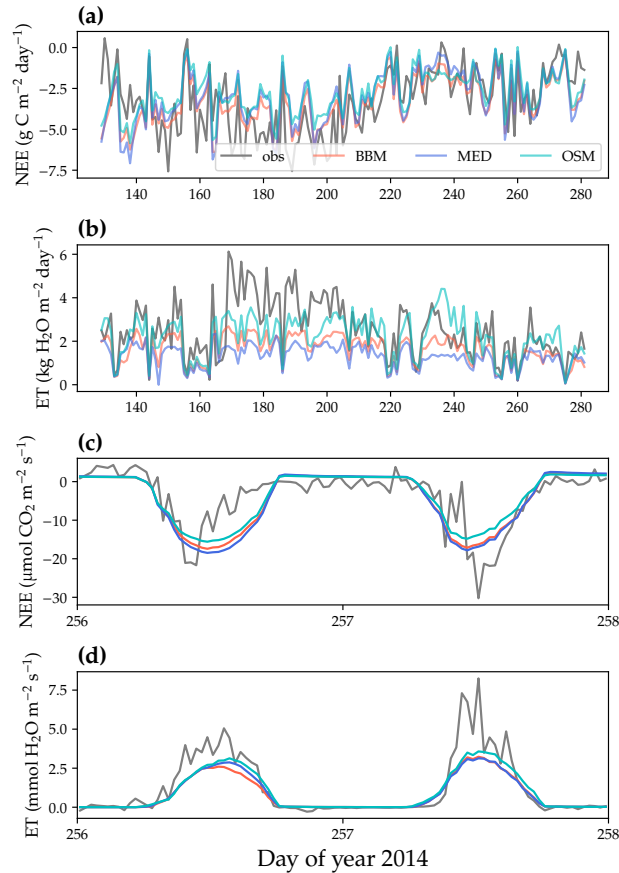 (a)
NEE (g C m⁻² day⁻¹)
0.0
−2.5
−5.0
−7.5
obs BBM MED OSM
140 160 180 200 220 240 260 280
(b)
ET (kg H₂O m⁻² day⁻¹)
6
4
2
0
140 160 180 200 220 240 260 280
(c)
NEE (μmol CO₂ m⁻² s⁻¹)
0
−10
−20
−30
256 257 258
(d)
ET (mmol H₂O m⁻² s⁻¹)
7.5
5.0
2.5
0.0
256 257 258
Day of year 2014